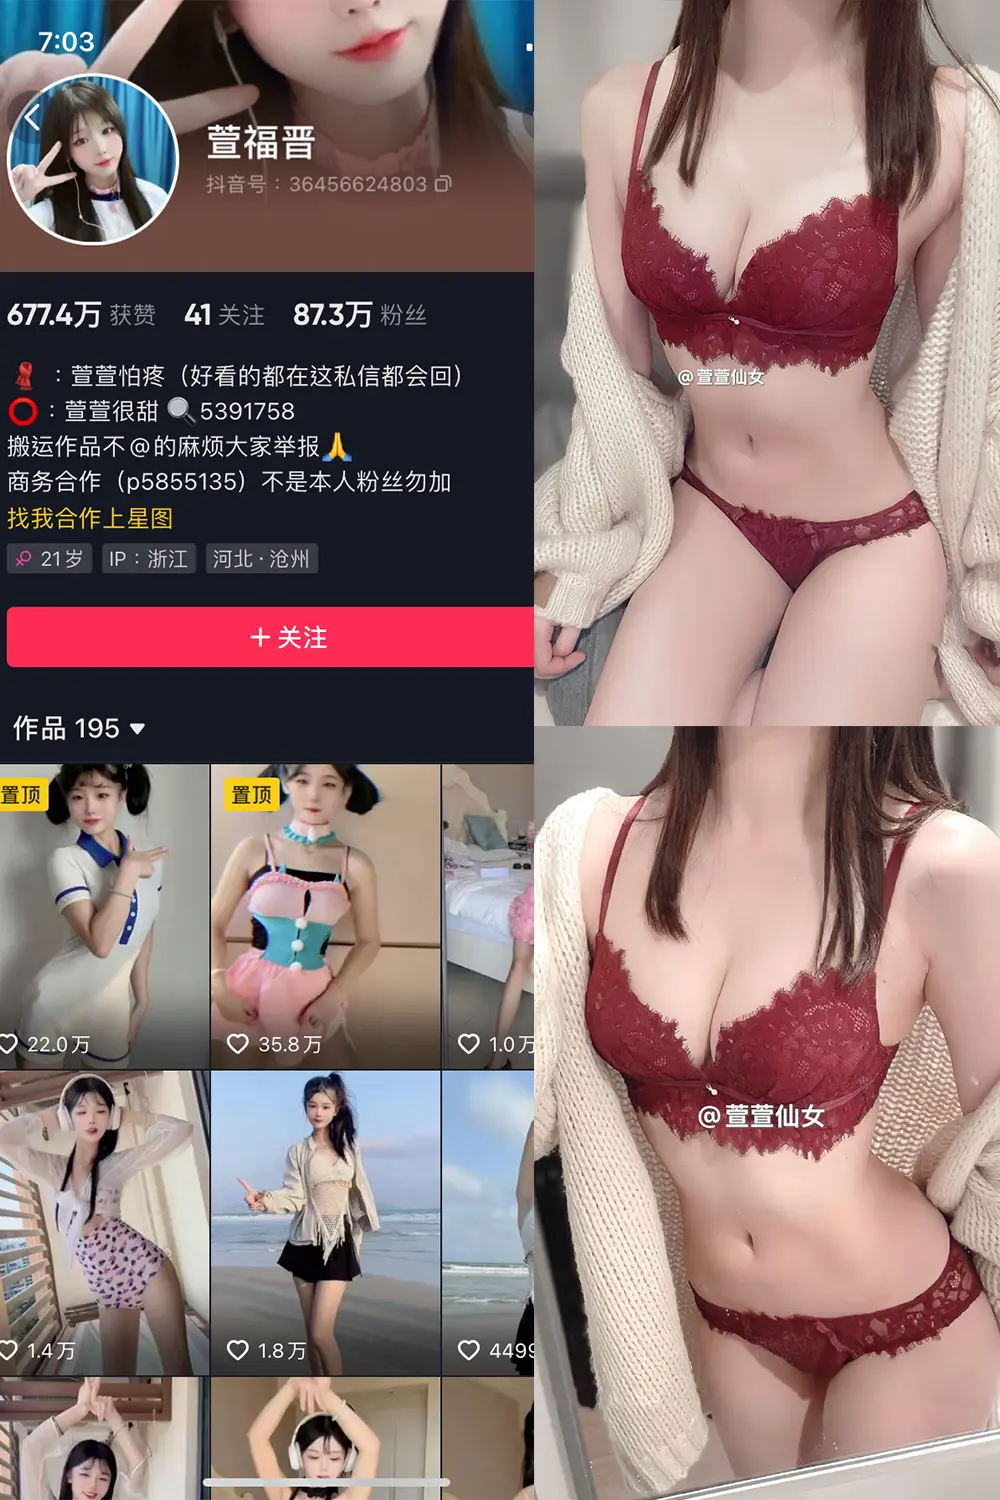 7:03
萱福晋
抖音号：36456624803
677.4万 获赞 41 关注 87.3万 粉丝
：萱萱怕疼（好看的都在这私信都会回）
：萱萱很甜 🔍5391758
搬运作品不@的麻烦大家举报🙏
商务合作（p5855135）不是本人粉丝勿加
找我合作上星图
♀ 21岁 IP：浙江 河北·沧州
+ 关注
作品 195
置顶
置顶
22.0万
35.8万
1.0万
1.4万
1.8万
4499
@萱萱仙女
@萱萱仙女